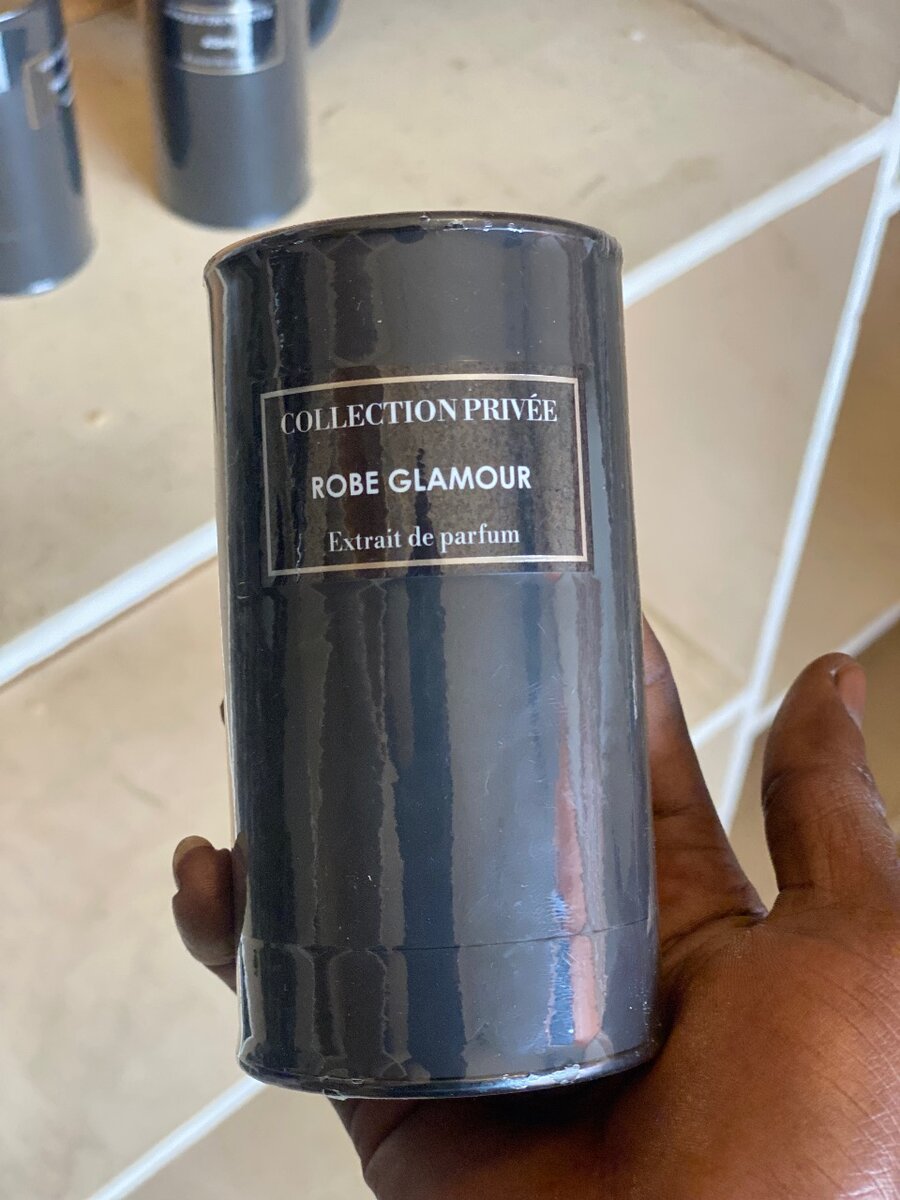 COLLECTION PRIVÉE
ROBE GLAMOUR
Extrait de parfum